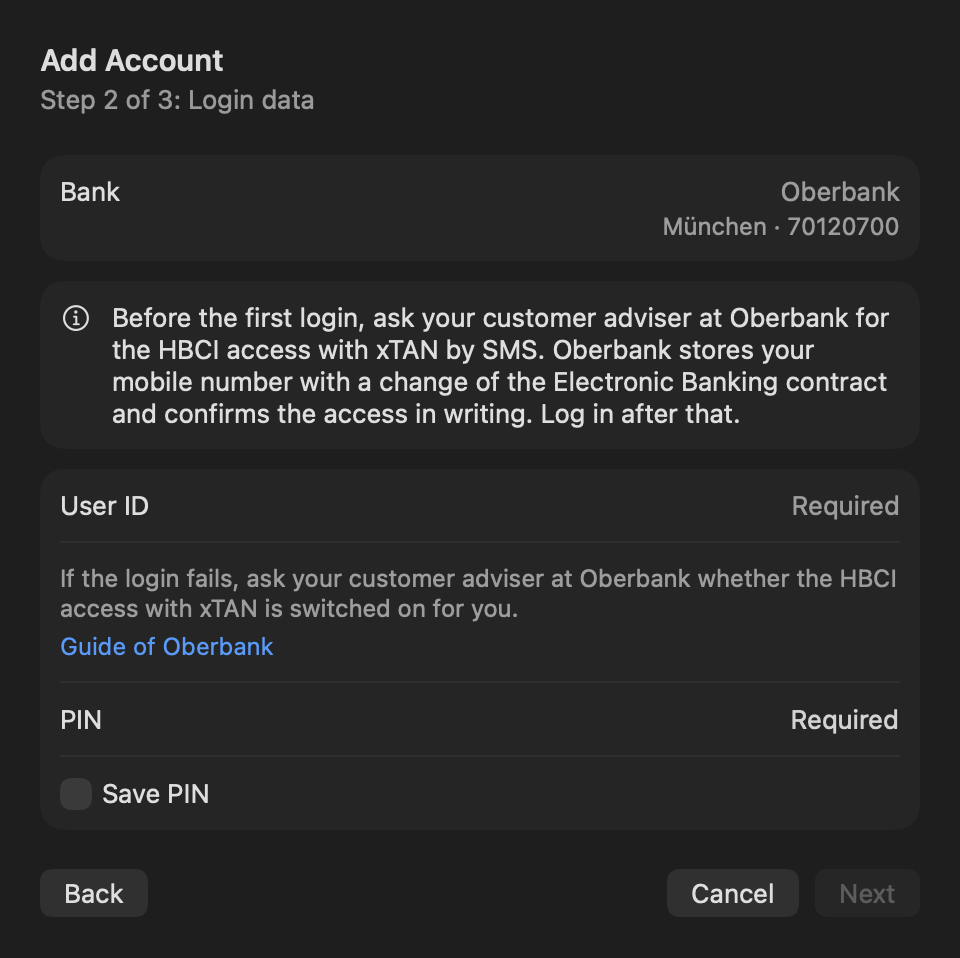 Add Account
Step 2 of 3: Login data
Bank
Oberbank
München · 70120700
Before the first login, ask your customer adviser at Oberbank for
the HBCI access with xTAN by SMS. Oberbank stores your
mobile number with a change of the Electronic Banking contract
and confirms the access in writing. Log in after that.
User ID
Required
If the login fails, ask your customer adviser at Oberbank whether the HBCI
access with xTAN is switched on for you.
Guide of Oberbank
PIN
Required
Save PIN
Back
Cancel
Next